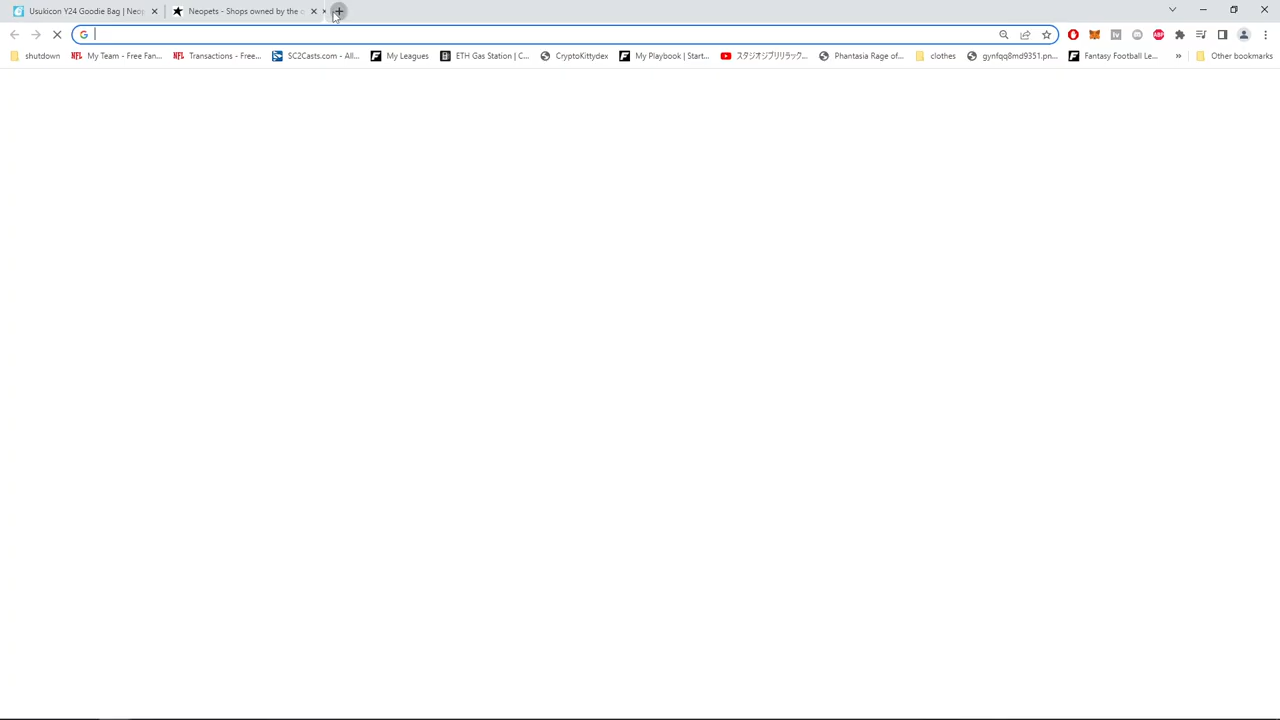 Usukicon Y24 Goodie Bag | Neop
Neopets - Shops owned by the o
shutdown
My Team - Free Fan...
Transactions - Free...
SC2Casts.com - All...
My Leagues
ETH Gas Station | C...
CryptoKittydex
My Playbook | Start...
スタジオジブリリラック...
Phantasia Rage of...
clothes
gynfqq8md9351.pn...
Fantasy Football Le...
»
Other bookmarks